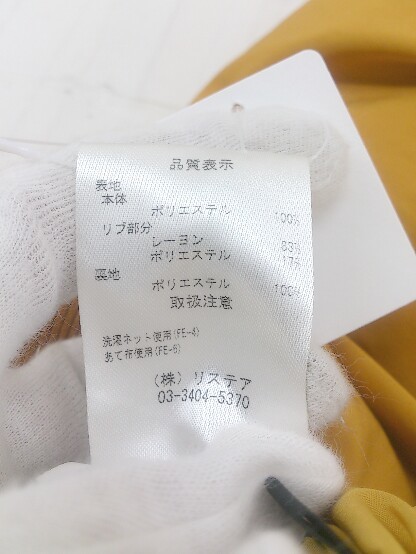 品質表示
表地
本体
ポリエステル 100%
リブ部分
レーヨン 83%
ポリエステル 17%
裏地
ポリエステル 100%
取扱注意
洗濯ネット使用(FE-4)
あて布使用(FE-6)
(株)リステア
03-3404-5370